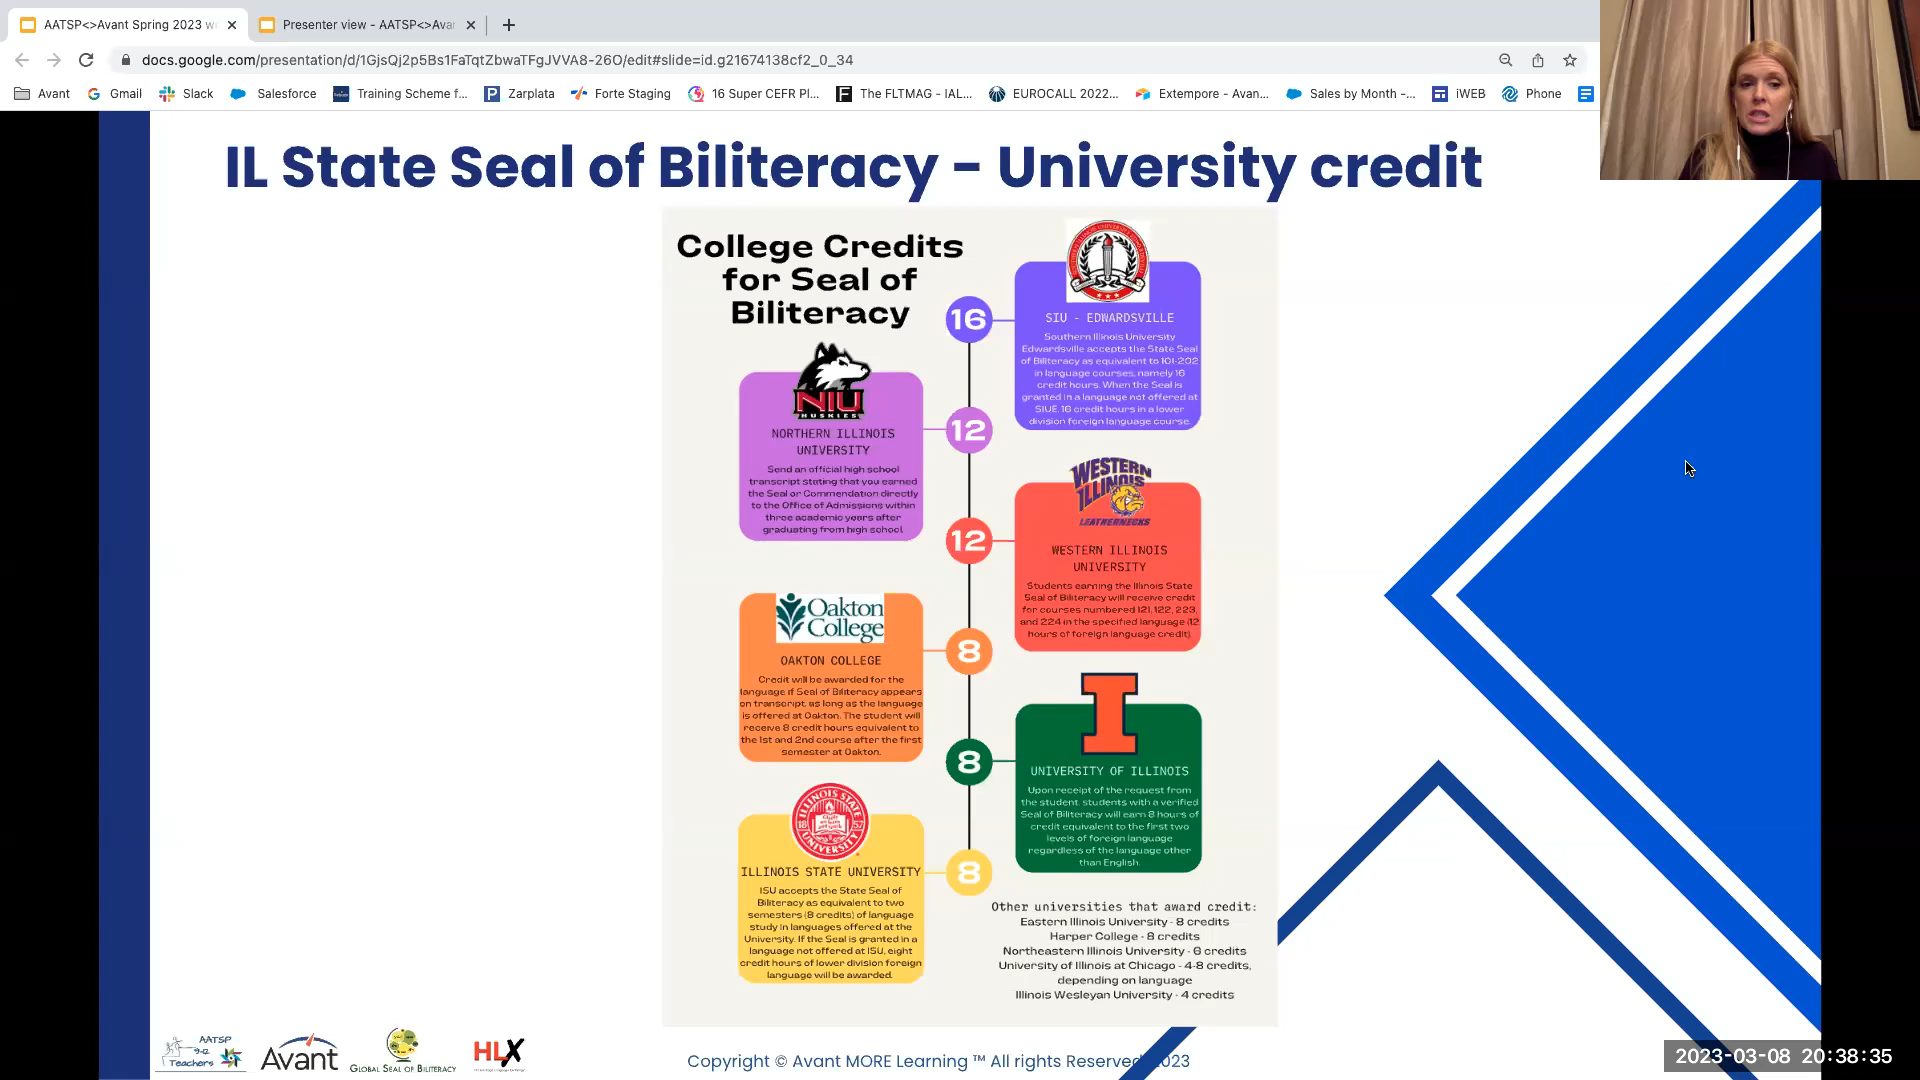 AATSP<>Avant Spring 2023 w
Presenter view - AATSP<>Ava
docs.google.com/presentation/d/1GjsQj2p5Bs1FaTqtZbwaTFgJVVA8-26O/edit#slide=id.g21674138cf2_0_34
Avant
Gmail
Slack
Salesforce
Training Scheme f...
Zarplata
Forte Staging
16 Super CEFR Pl...
The FLTMAG - IAL...
EUROCALL 2022...
Extempore - Avan...
Sales by Month -...
iWEB
Phone
IL State Seal of Biliteracy - University credit
College Credits
for Seal of
Biliteracy
16
SIU - EDWARDSVILLE
Southern Illinois University
Edwardsville accepts the State Seal
of Biliteracy as equivalent to 101-202
in language courses, namely 16
credit hours. When the Seal is
granted in a language not offered at
SIUE, 16 credit hours in a lower
division foreign language course.
NIU
HUSKIES
12
NORTHERN ILLINOIS
UNIVERSITY
Send an official high school
transcript stating that you earned
the Seal or Commendation directly
to the Office of Admissions within
three academic years after
graduating from high school.
WESTERN
ILLINOIS
LEATHERNECKS
12
WESTERN ILLINOIS
UNIVERSITY
Students earning the Illinois State
Seal of Biliteracy will receive credit
for courses numbered 121, 122, 223,
and 224 in the specified language (12
hours of foreign language credit).
Oakton
College
8
OAKTON COLLEGE
Credit will be awarded for the
language if Seal of Biliteracy appears
on transcript, as long as the language
is offered at Oakton. The student will
receive 8 credit hours equivalent to
the 1st and 2nd course after the first
semester at Oakton.
I
8
UNIVERSITY OF ILLINOIS
Upon receipt of the request from
the student, students with a verified
Seal of Biliteracy will earn 8 hours of
credit equivalent to the first two
levels of foreign language
regardless of the language other
than English.
ILLINOIS STATE
UNIVERSITY
18 57
8
ILLINOIS STATE UNIVERSITY
ISU accepts the State Seal of
Biliteracy as equivalent to two
semesters (8 credits) of language
study in languages offered at the
University. If the Seal is granted in a
language not offered at ISU, eight
credit hours of lower division foreign
language will be awarded.
Other universities that award credit:
Eastern Illinois University - 8 credits
Harper College - 8 credits
Northeastern Illinois University - 6 credits
University of Illinois at Chicago - 4-8 credits,
depending on language
Illinois Wesleyan University - 4 credits
AATSP
9-12
Teachers
Avant
GLOBAL SEAL OF BILITERACY
HLX
Copyright © Avant MORE Learning ™ All rights Reserved 2023
2023-03-08 20:38:35